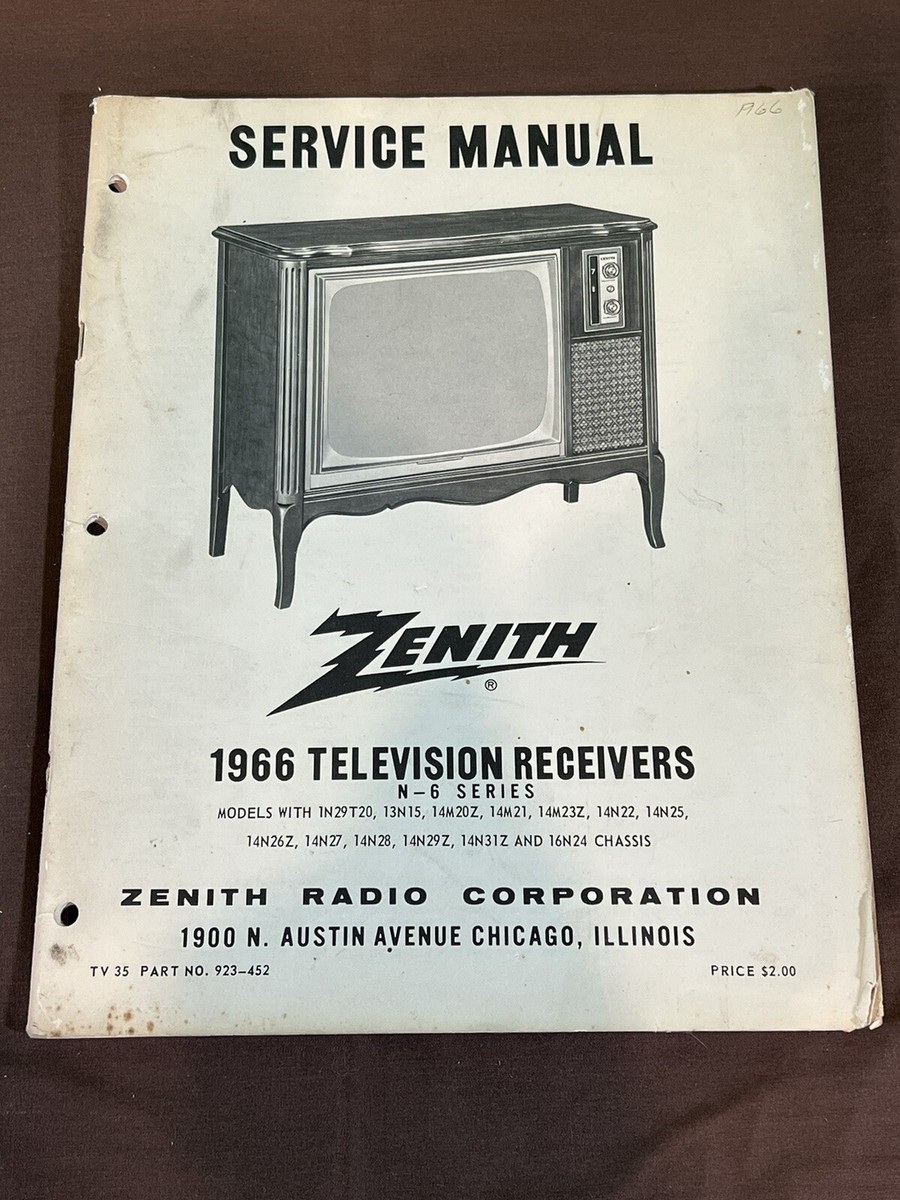 A66
SERVICE MANUAL
ZENITH
ZENITH
®
1966 TELEVISION RECEIVERS
N-6 SERIES
MODELS WITH 1N29T20, 13N15, 14M20Z, 14M21, 14M23Z, 14N22, 14N25,
14N26Z, 14N27, 14N28, 14N29Z, 14N31Z AND 16N24 CHASSIS
ZENITH RADIO CORPORATION
1900 N. AUSTIN AVENUE CHICAGO, ILLINOIS
TV 35 PART NO. 923-452
PRICE $2.00